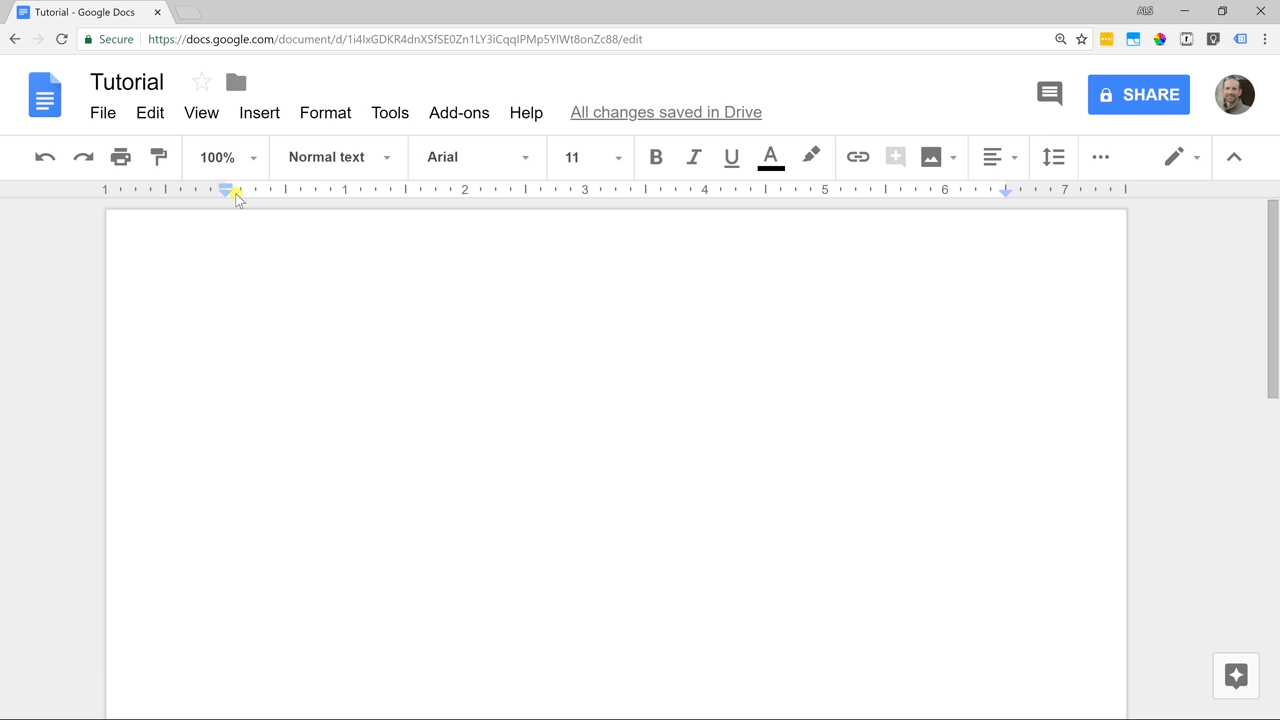 Tutorial - Google Docs
ALS
Secure
https://docs.google.com/document/d/1i4IxGDKR4dnXSfSE0Zn1LY3iCqqIPMp5YlWt8onZc88/edit
Tutorial
File Edit View Insert Format Tools Add-ons Help All changes saved in Drive
SHARE
100% Normal text Arial 11 B I U A
1 1 2 3 4 5 6 7